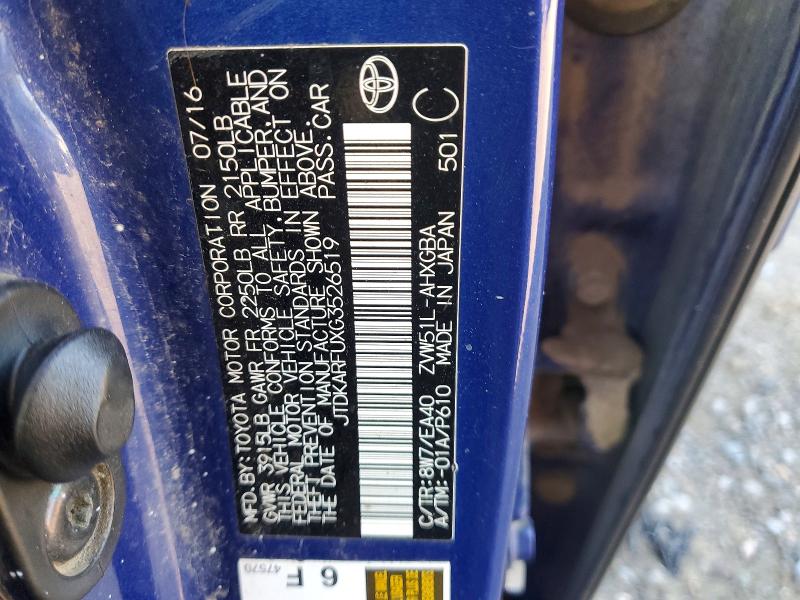 MFD.BY:TOYOTA MOTOR CORPORATION 07/16
GVWR 3915LB GAWR FR 2250LB RR 2150LB
THIS VEHICLE CONFORMS TO ALL APPLICABLE
FEDERAL MOTOR VEHICLE SAFETY,BUMPER,AND
THEFT PREVENTION STANDARDS IN EFFECT ON
THE DATE OF MANUFACTURE SHOWN ABOVE.
JTDKARFUXG3526519 PASS.CAR
C/TR:8W7/EA40 ZVW51L-AHXGBA
A/TM:-01A/P610 MADE IN JAPAN 501 C
47570
6 T